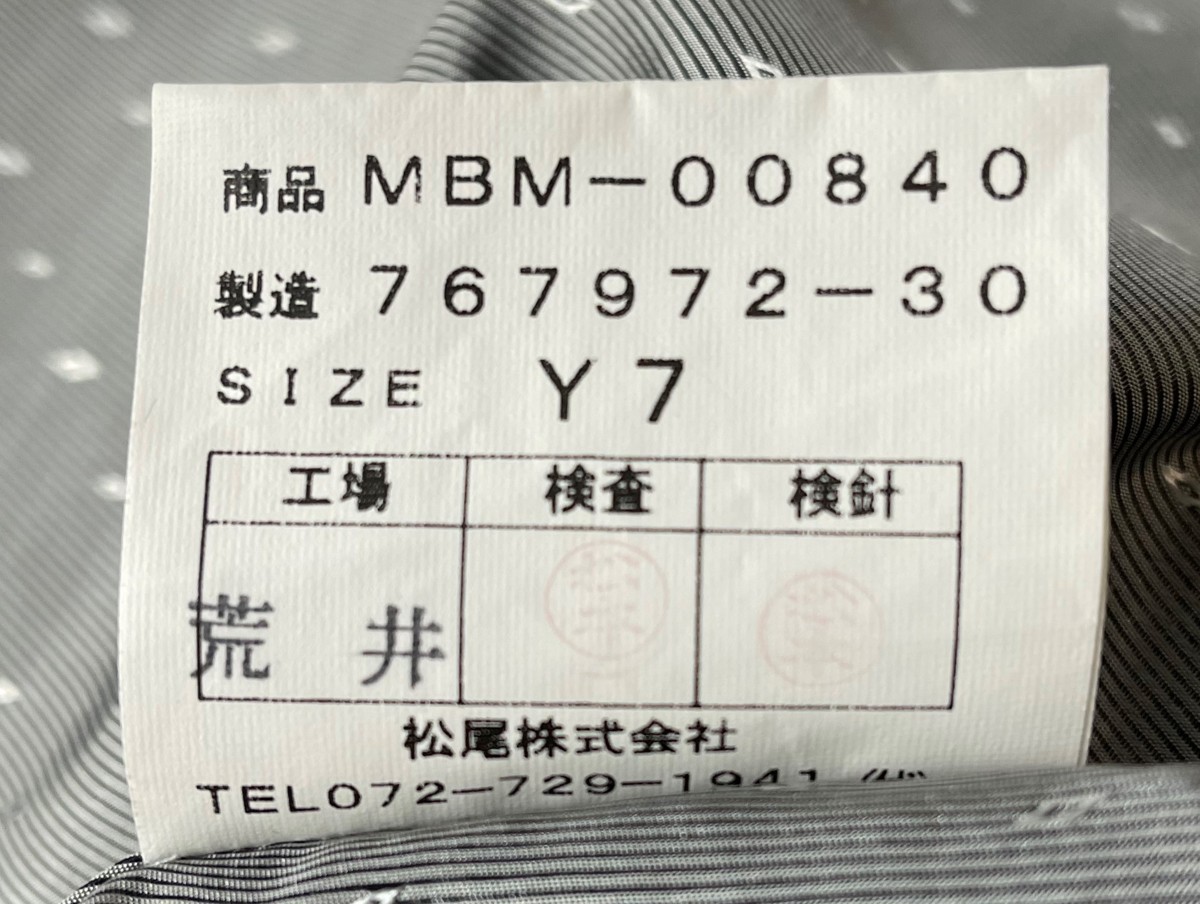 商品 MBM－00840
製造 767972－30
SIZE Y7
工場 検査 検針
荒 井
松尾株式会社
TEL072－729－1941